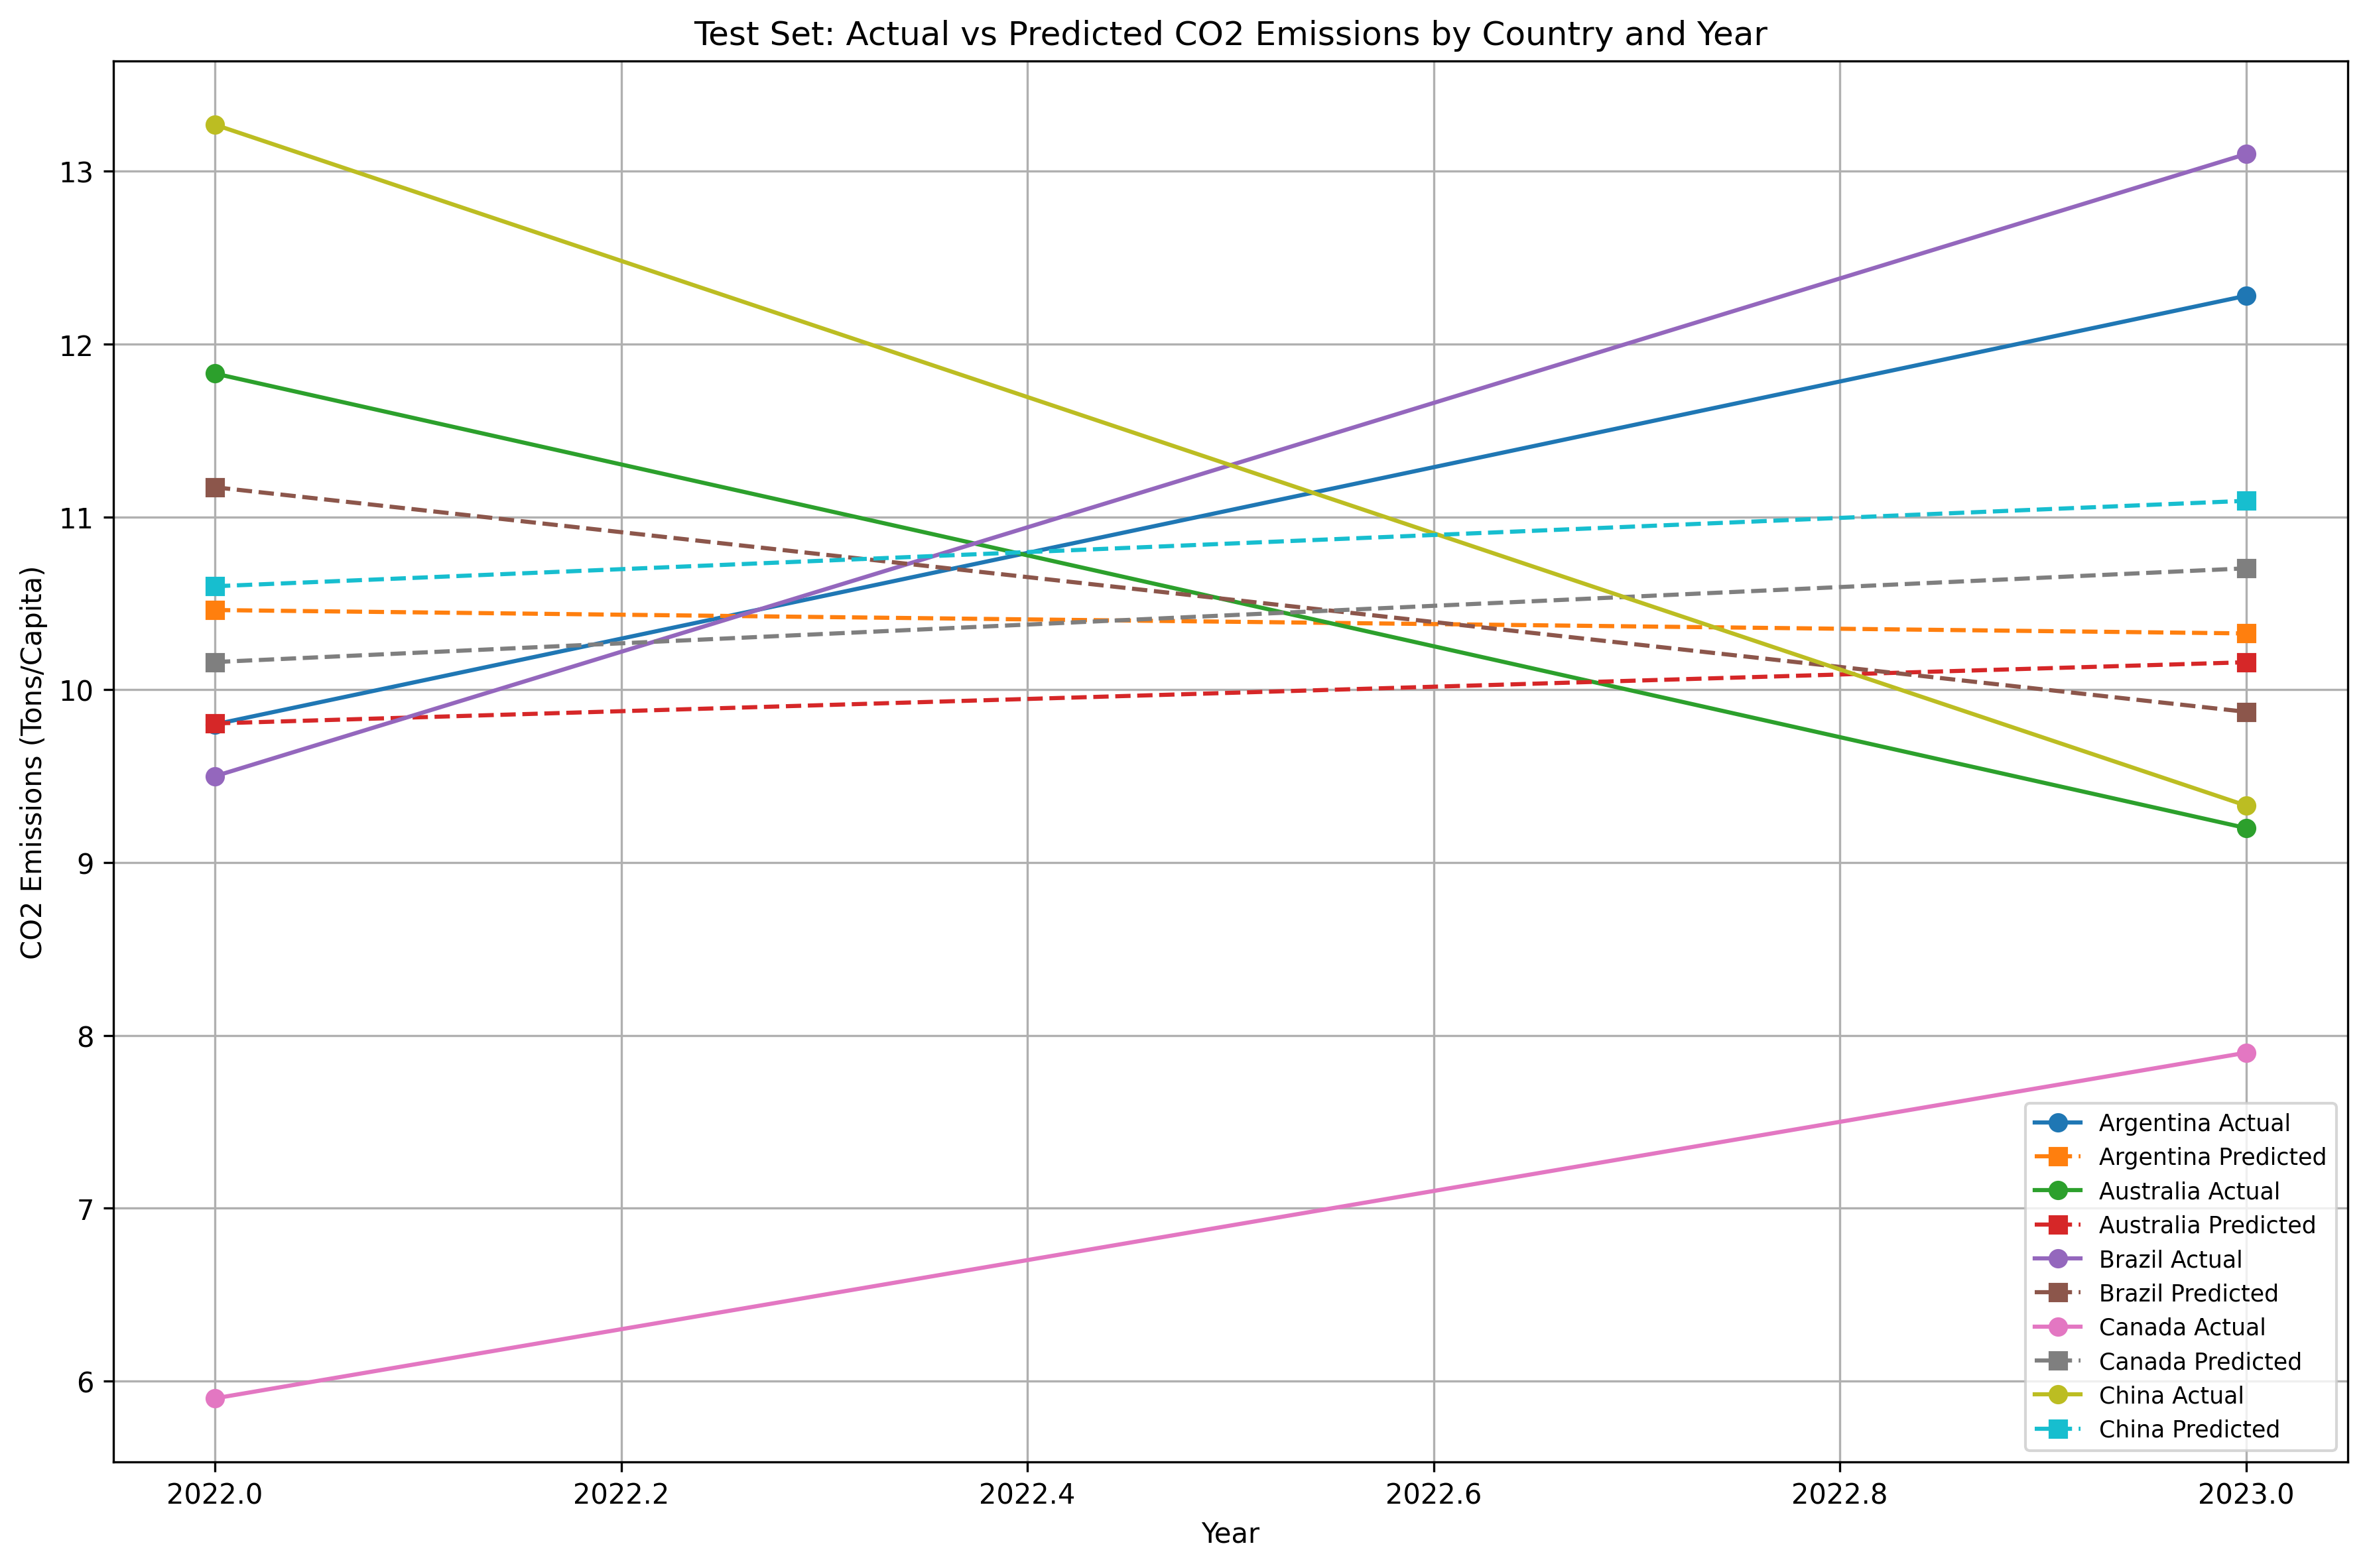 Test Set: Actual vs Predicted CO2 Emissions by Country and Year
CO2 Emissions (Tons/Capita)
13
12
11
10
9
8
7
6
2022.0
2022.2
2022.4
2022.6
2022.8
2023.0
Year
Argentina Actual
Argentina Predicted
Australia Actual
Australia Predicted
Brazil Actual
Brazil Predicted
Canada Actual
Canada Predicted
China Actual
China Predicted